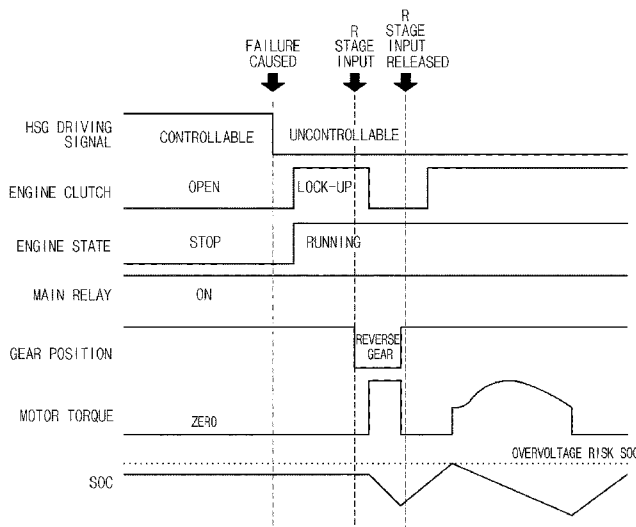 R
STAGE
INPUT
RELEASED
R
STAGE
INPUT
FAILURE
CAUSED
HSG DRIVING
SIGNAL
CONTROLLABLE
UNCONTROLLABLE
ENGINE CLUTCH
OPEN
LOCK-UP
ENGINE STATE
STOP
RUNNING
MAIN RELAY
ON
GEAR POSITION
REVERSE
GEAR
MOTOR TORQUE
ZERO
OVERVOLTAGE RISK SOC
SOC